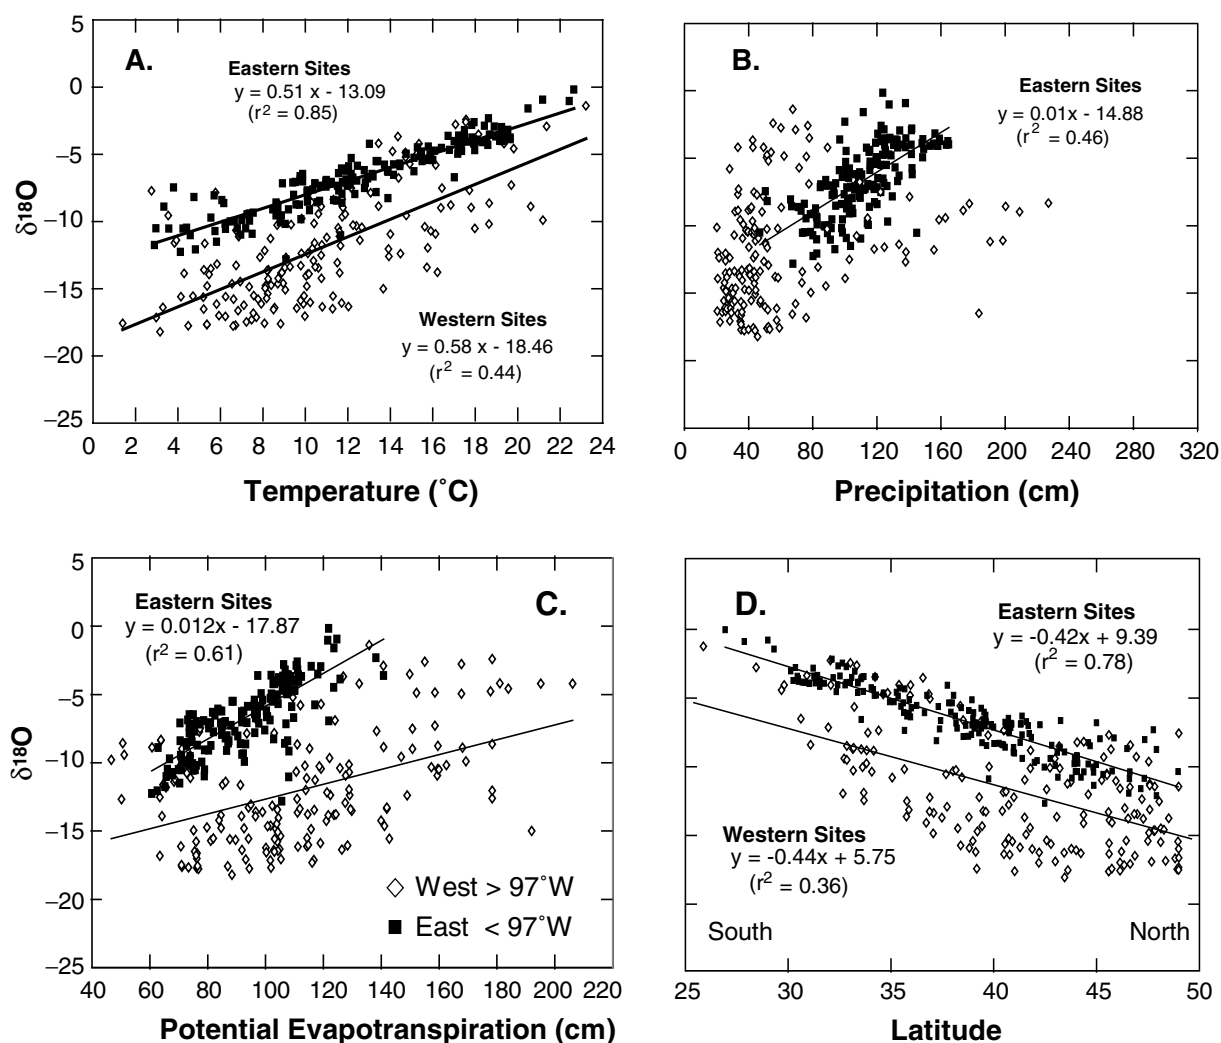 A.
Eastern Sites
y = 0.51 x - 13.09
(r2 = 0.85)
Western Sites
y = 0.58 x - 18.46
(r2 = 0.44)
5
0
−5
−10
−15
−20
−25
δ18O
0 2 4 6 8 10 12 14 16 18 20 22 24
Temperature (˚C)
B.
Eastern Sites
y = 0.01x - 14.88
(r2 = 0.46)
0 40 80 120 160 200 240 280 320
Precipitation (cm)
C.
Eastern Sites
y = 0.012x - 17.87
(r2 = 0.61)
West > 97˚W
East < 97˚W
5
0
−5
−10
−15
−20
−25
δ18O
40 60 80 100 120 140 160 180 200 220
Potential Evapotranspiration (cm)
D.
Eastern Sites
y = -0.42x + 9.39
(r2 = 0.78)
Western Sites
y = -0.44x + 5.75
(r2 = 0.36)
South North
25 30 35 40 45 50
Latitude